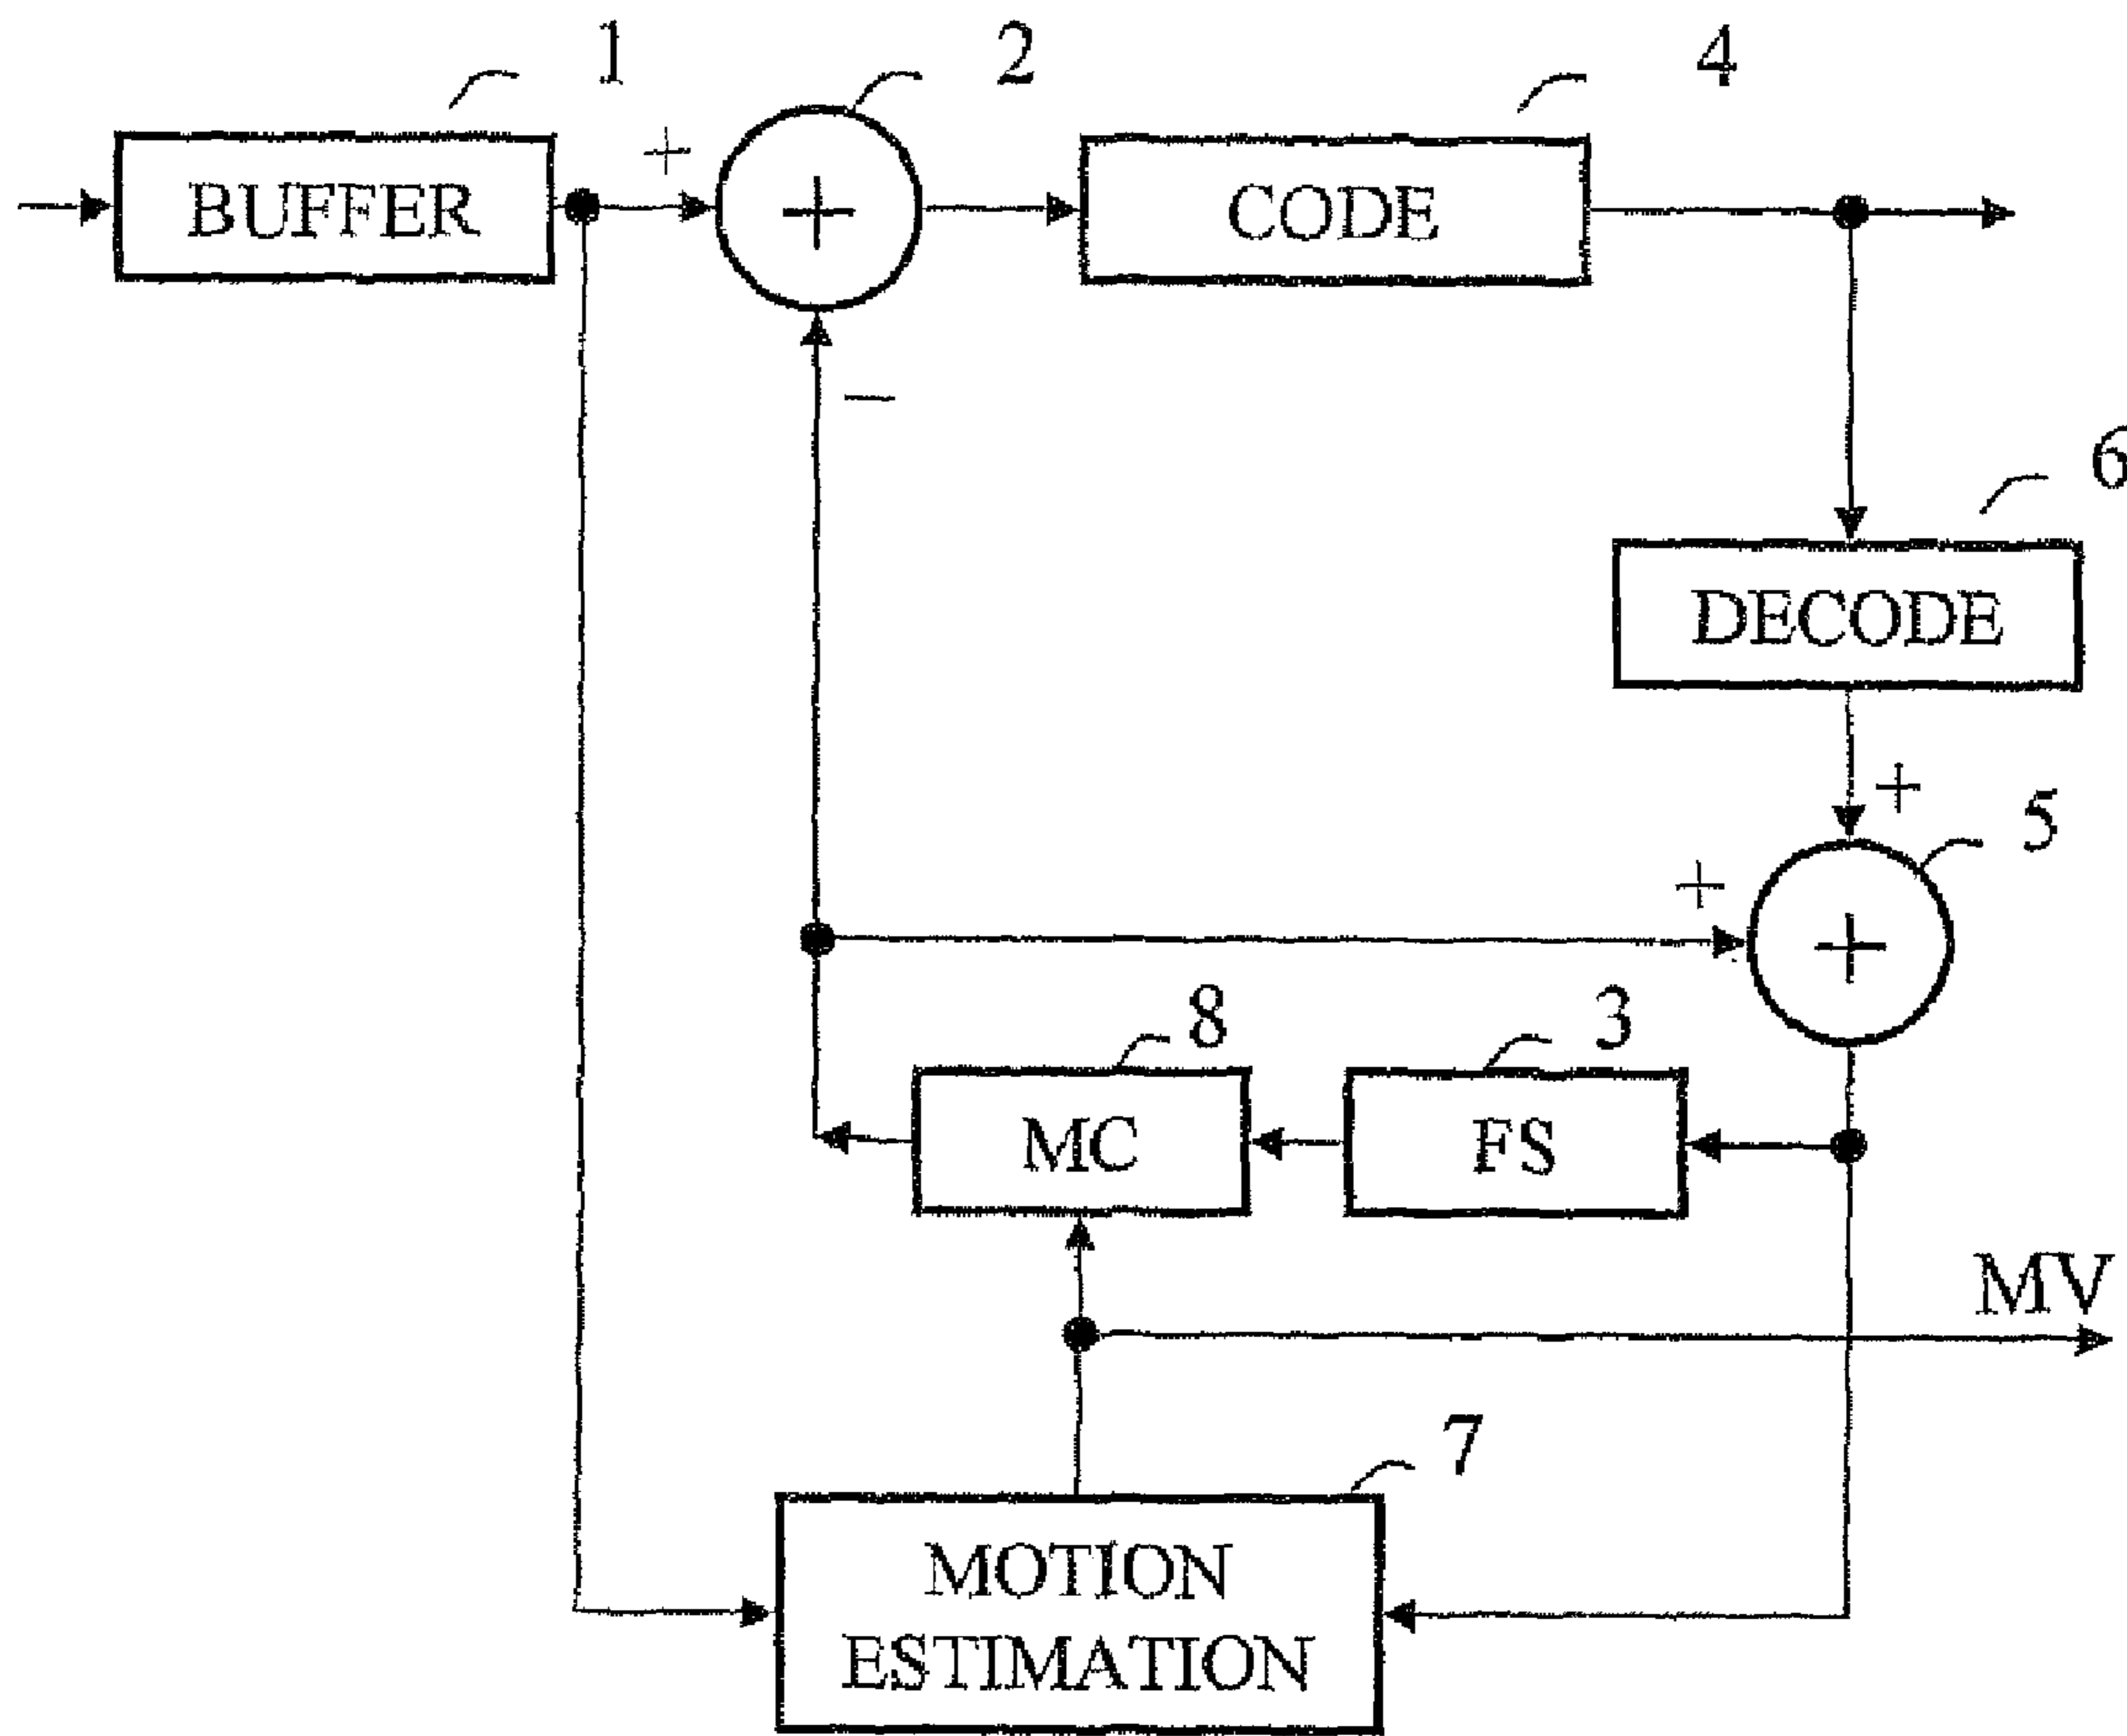 1
2
4
+
BUFFER
+
CODE
−
6
DECODE
+
5
+
+
8
3
MC
FS
MV
7
MOTION
ESTIMATION